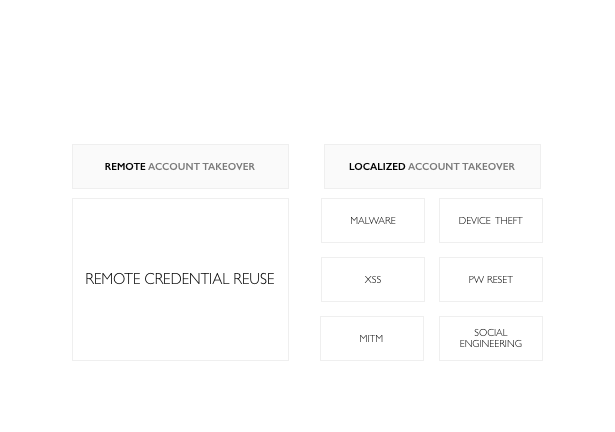 REMOTE ACCOUNT TAKEOVER
LOCALIZED ACCOUNT TAKEOVER
REMOTE CREDENTIAL REUSE
MALWARE
DEVICE THEFT
XSS
PW RESET
MITM
SOCIAL
ENGINEERING